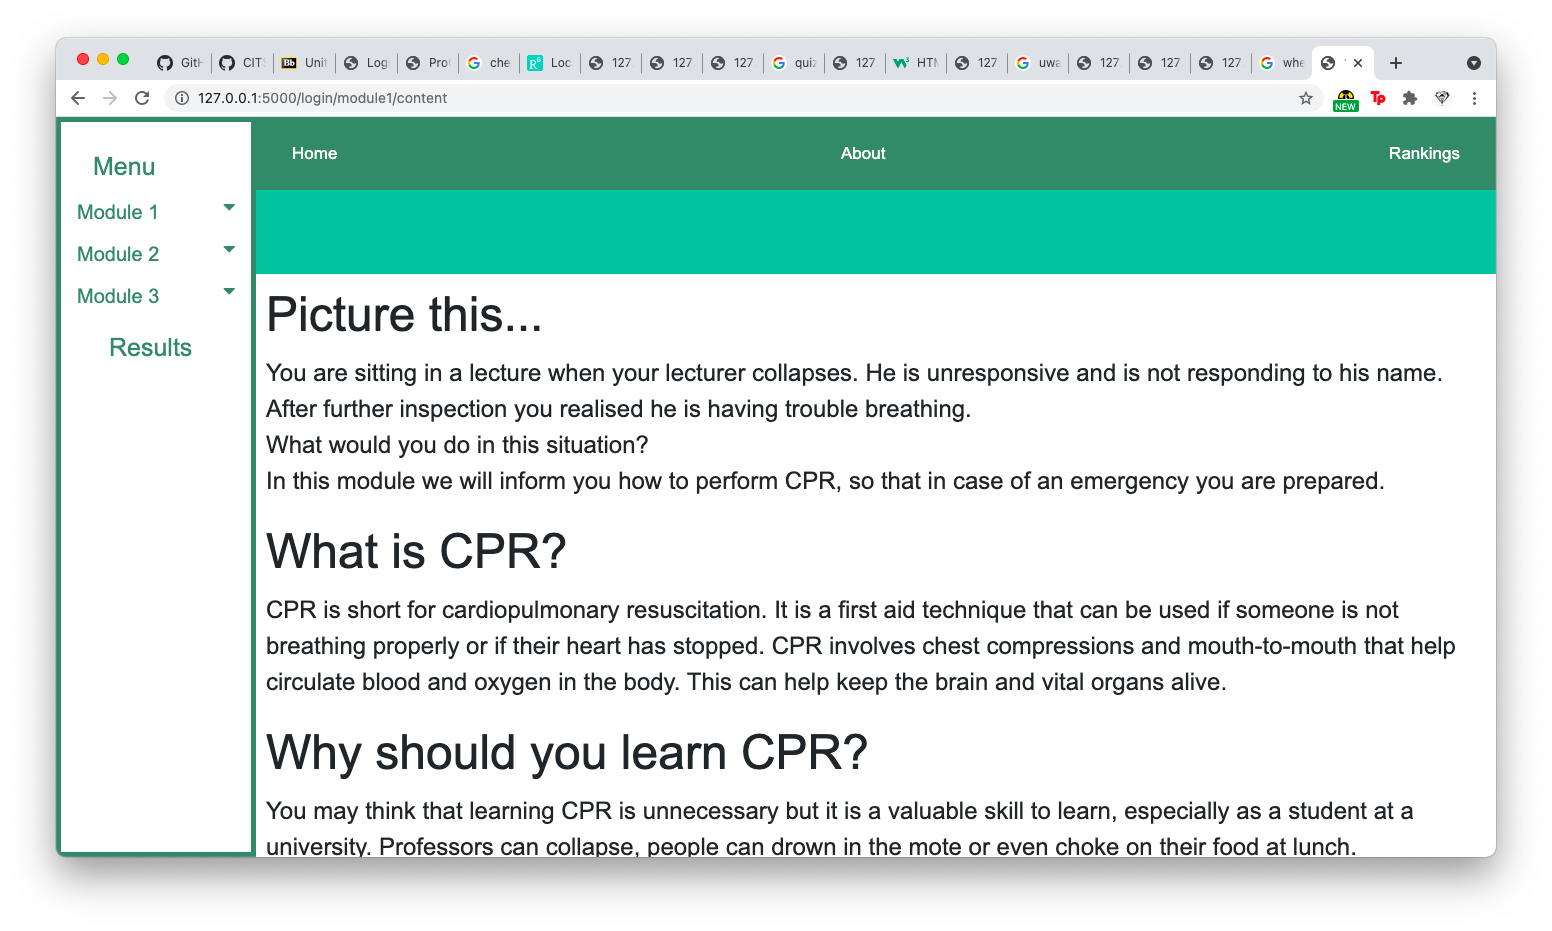 GitH CITS Unit Log Pro che Loc 127 127 127 quiz 127 HTM 127 uwa 127. 127 127 whe
127.0.0.1:5000/login/module1/content
NEW Tp
Menu
Home About Rankings
Module 1
Module 2
Module 3
Results
Picture this...
You are sitting in a lecture when your lecturer collapses. He is unresponsive and is not responding to his name.
After further inspection you realised he is having trouble breathing.
What would you do in this situation?
In this module we will inform you how to perform CPR, so that in case of an emergency you are prepared.
What is CPR?
CPR is short for cardiopulmonary resuscitation. It is a first aid technique that can be used if someone is not
breathing properly or if their heart has stopped. CPR involves chest compressions and mouth-to-mouth that help
circulate blood and oxygen in the body. This can help keep the brain and vital organs alive.
Why should you learn CPR?
You may think that learning CPR is unnecessary but it is a valuable skill to learn, especially as a student at a
university. Professors can collapse, people can drown in the mote or even choke on their food at lunch.